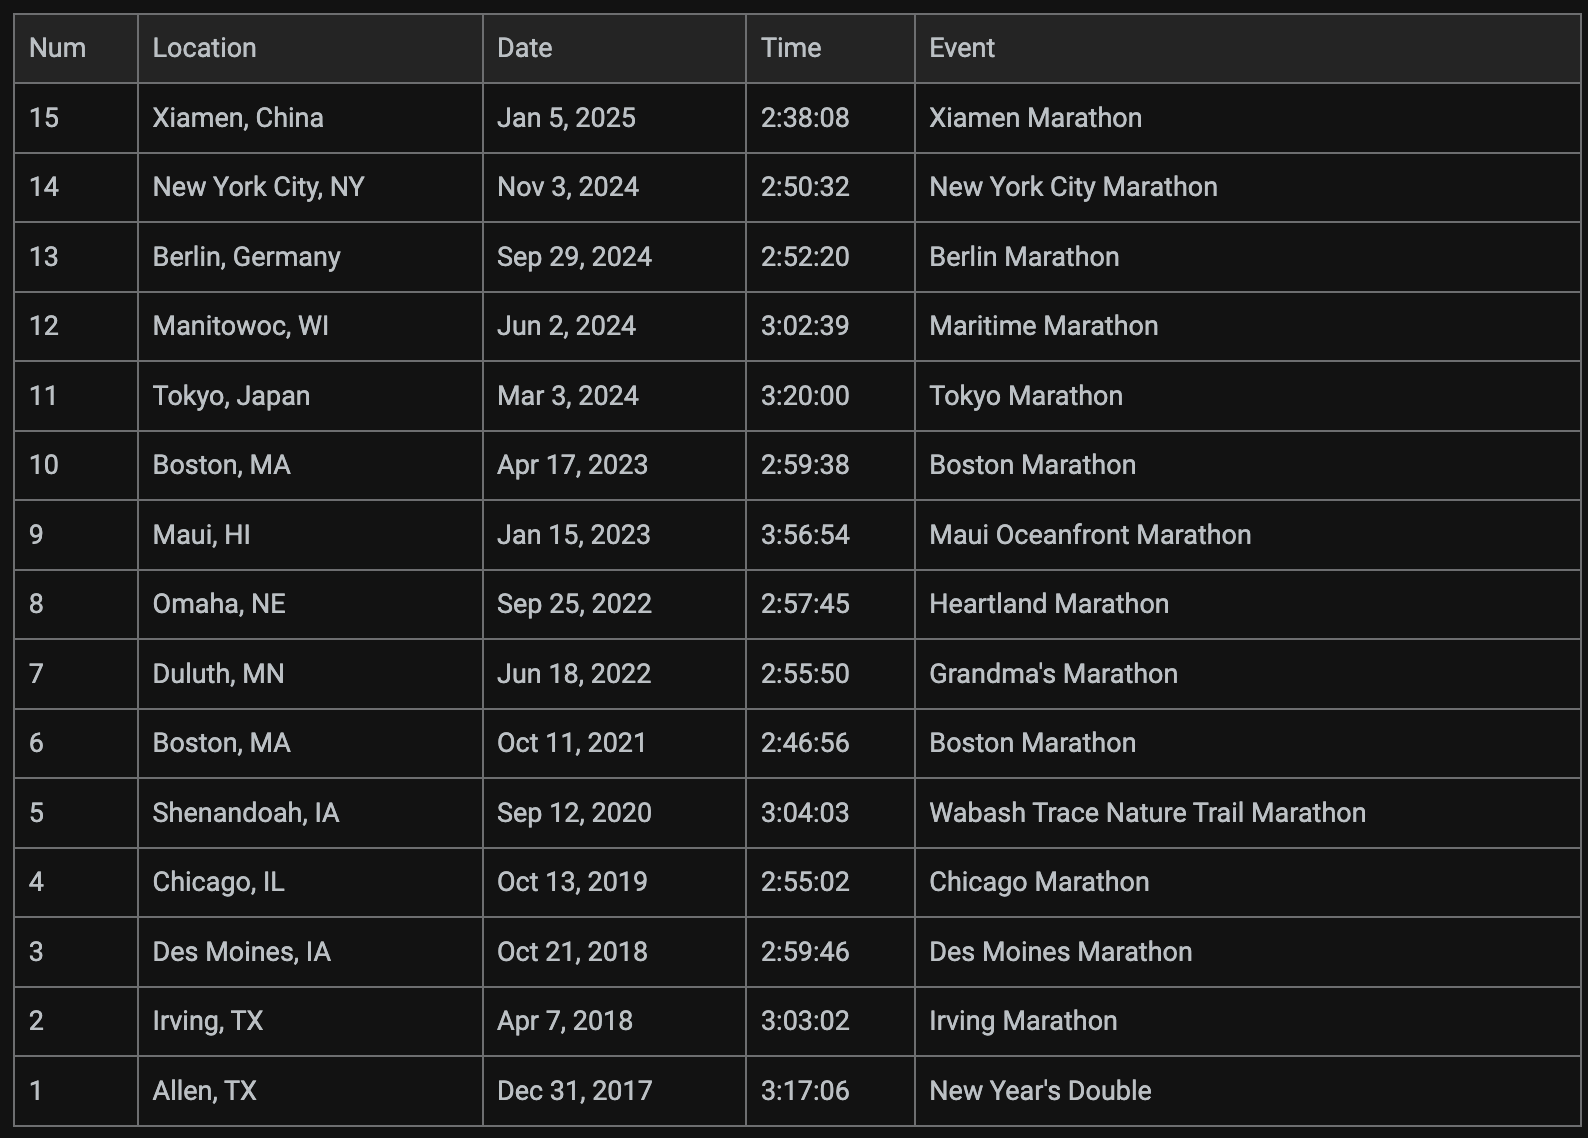 Num Location Date Time Event
15 Xiamen, China Jan 5, 2025 2:38:08 Xiamen Marathon
14 New York City, NY Nov 3, 2024 2:50:32 New York City Marathon
13 Berlin, Germany Sep 29, 2024 2:52:20 Berlin Marathon
12 Manitowoc, WI Jun 2, 2024 3:02:39 Maritime Marathon
11 Tokyo, Japan Mar 3, 2024 3:20:00 Tokyo Marathon
10 Boston, MA Apr 17, 2023 2:59:38 Boston Marathon
9 Maui, HI Jan 15, 2023 3:56:54 Maui Oceanfront Marathon
8 Omaha, NE Sep 25, 2022 2:57:45 Heartland Marathon
7 Duluth, MN Jun 18, 2022 2:55:50 Grandma's Marathon
6 Boston, MA Oct 11, 2021 2:46:56 Boston Marathon
5 Shenandoah, IA Sep 12, 2020 3:04:03 Wabash Trace Nature Trail Marathon
4 Chicago, IL Oct 13, 2019 2:55:02 Chicago Marathon
3 Des Moines, IA Oct 21, 2018 2:59:46 Des Moines Marathon
2 Irving, TX Apr 7, 2018 3:03:02 Irving Marathon
1 Allen, TX Dec 31, 2017 3:17:06 New Year's Double